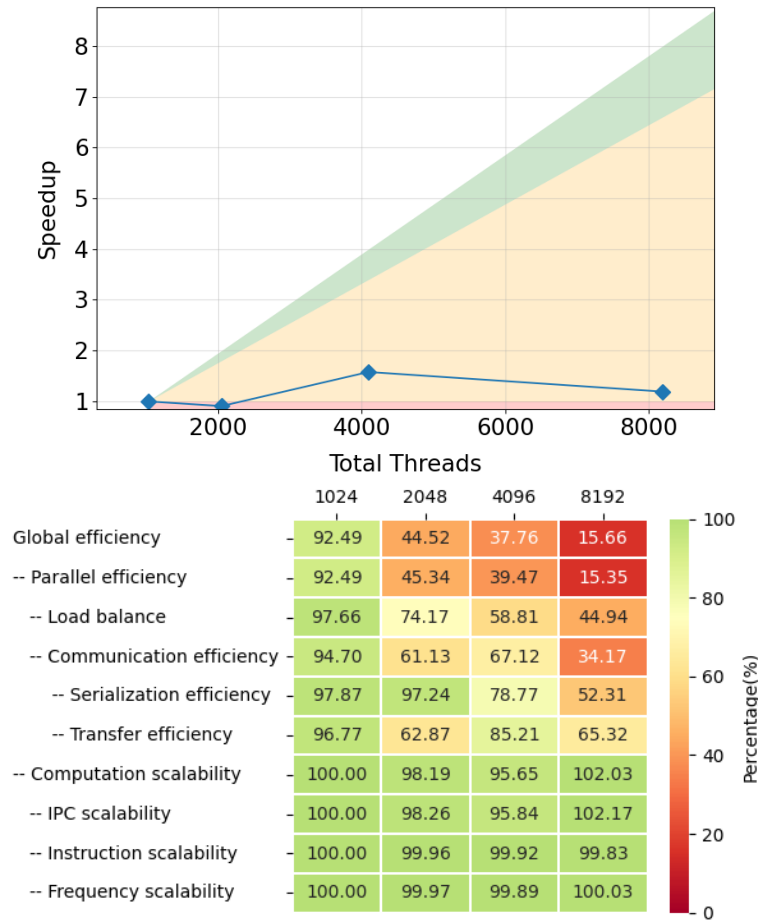 8
7
6
5
4
3
2
1
Speedup
2000 4000 6000 8000
Total Threads
1024 2048 4096 8192
Global efficiency 92.49 44.52 37.76 15.66
-- Parallel efficiency 92.49 45.34 39.47 15.35
-- Load balance 97.66 74.17 58.81 44.94
-- Communication efficiency 94.70 61.13 67.12 34.17
-- Serialization efficiency 97.87 97.24 78.77 52.31
-- Transfer efficiency 96.77 62.87 85.21 65.32
-- Computation scalability 100.00 98.19 95.65 102.03
-- IPC scalability 100.00 98.26 95.84 102.17
-- Instruction scalability 100.00 99.96 99.92 99.83
-- Frequency scalability 100.00 99.97 99.89 100.03
100
80
60
40
20
0
Percentage(%)